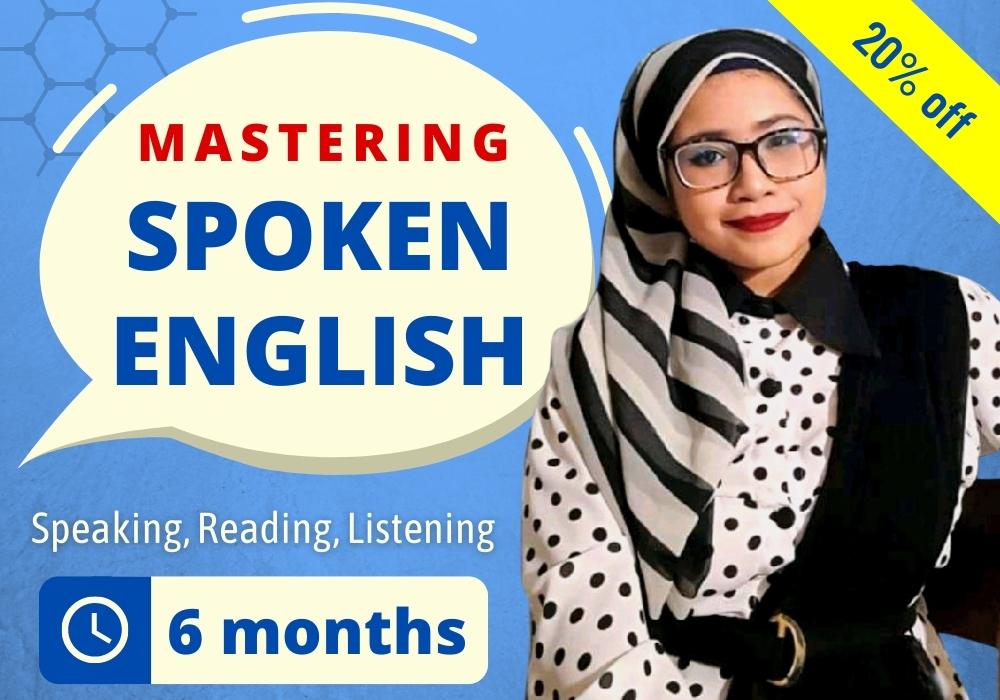 MASTERING
SPOKEN
ENGLISH
20% off
Speaking, Reading, Listening
6 months